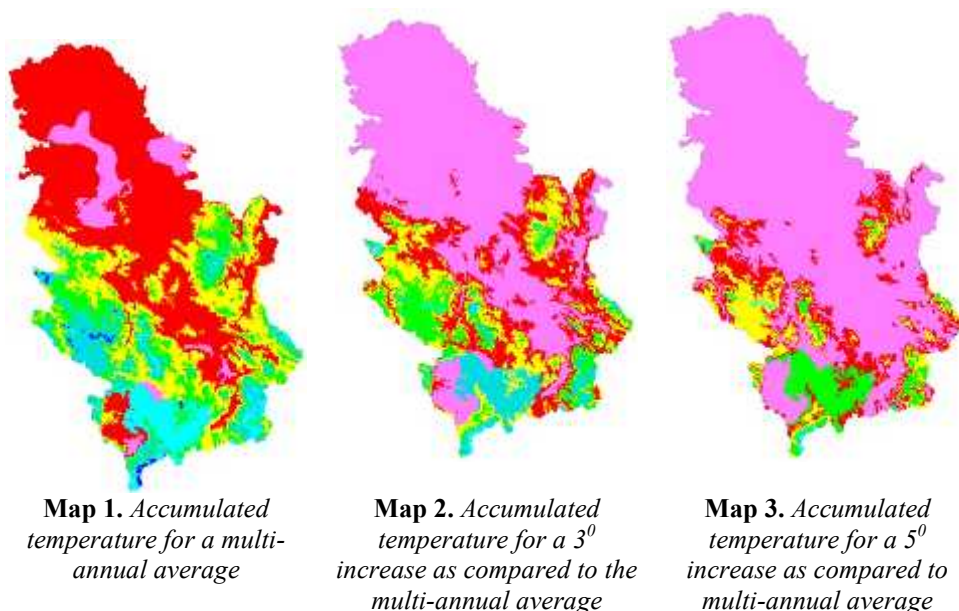 Map 1. Accumulated
temperature for a multi-
annual average
Map 2. Accumulated
temperature for a 3⁰
increase as compared to the
multi-annual average
Map 3. Accumulated
temperature for a 5⁰
increase as compared to
multi-annual average